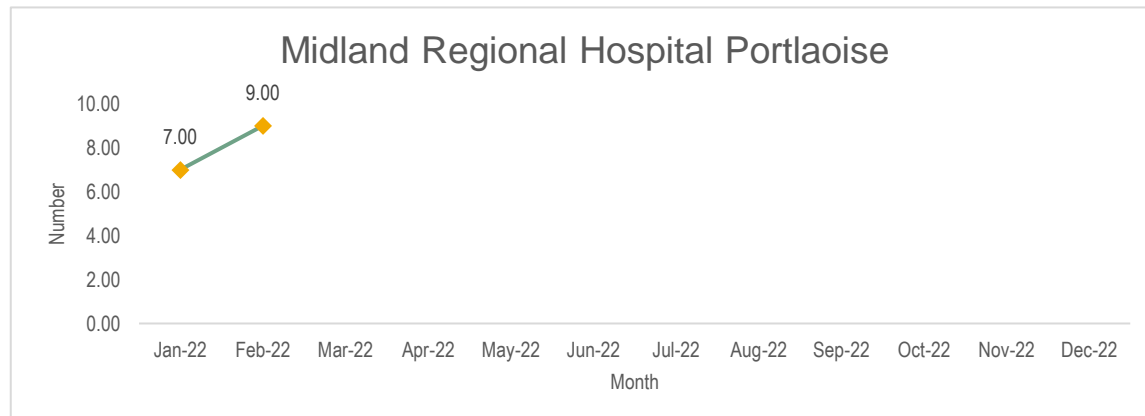 Midland Regional Hospital Portlaoise
10.00
8.00
6.00
4.00
2.00
0.00
Number
7.00
9.00
Jan-22 Feb-22 Mar-22 Apr-22 May-22 Jun-22 Jul-22 Aug-22 Sep-22 Oct-22 Nov-22 Dec-22
Month